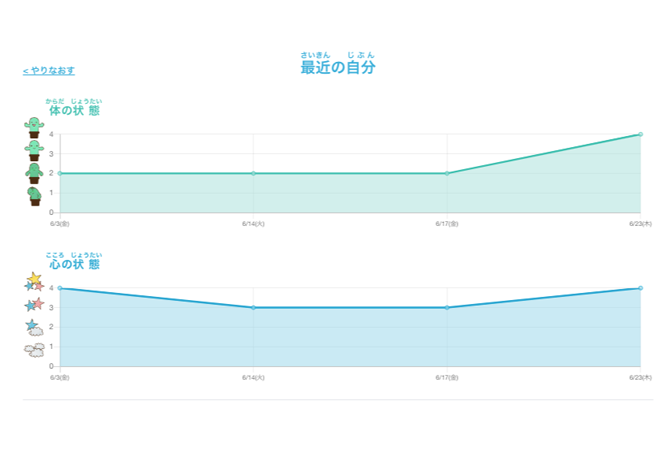 さいきん じぶん
< やりなおす
最近の自分
からだ じょうたい
体の状態
4
3
2
1
0
6/3(金) 6/14(火) 6/17(金) 6/23(木)
こころ じょうたい
心の状態
4
3
2
1
0
6/3(金) 6/14(火) 6/17(金) 6/23(木)